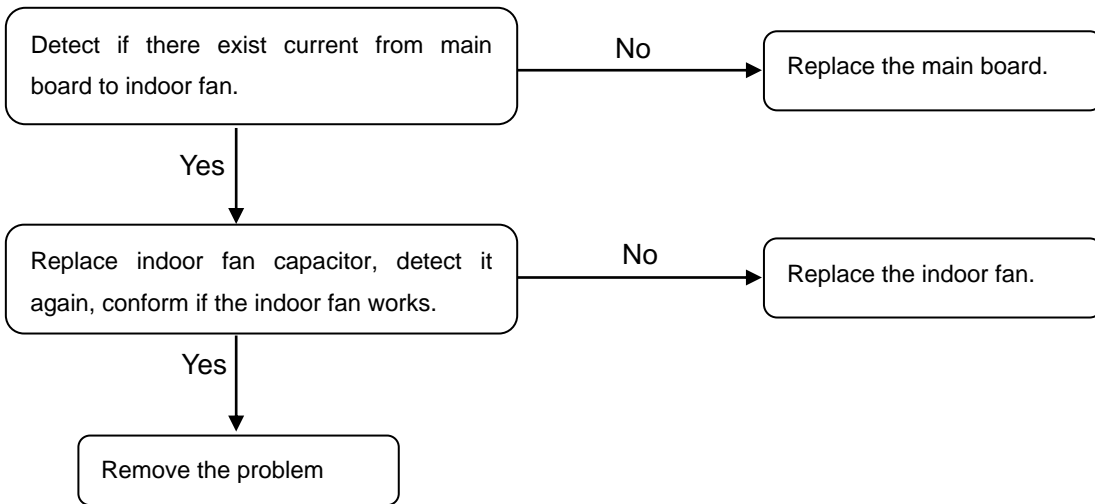 Detect if there exist current from main
board to indoor fan.
No
Replace the main board.
Yes
Replace indoor fan capacitor, detect it
again, conform if the indoor fan works.
No
Replace the indoor fan.
Yes
Remove the problem